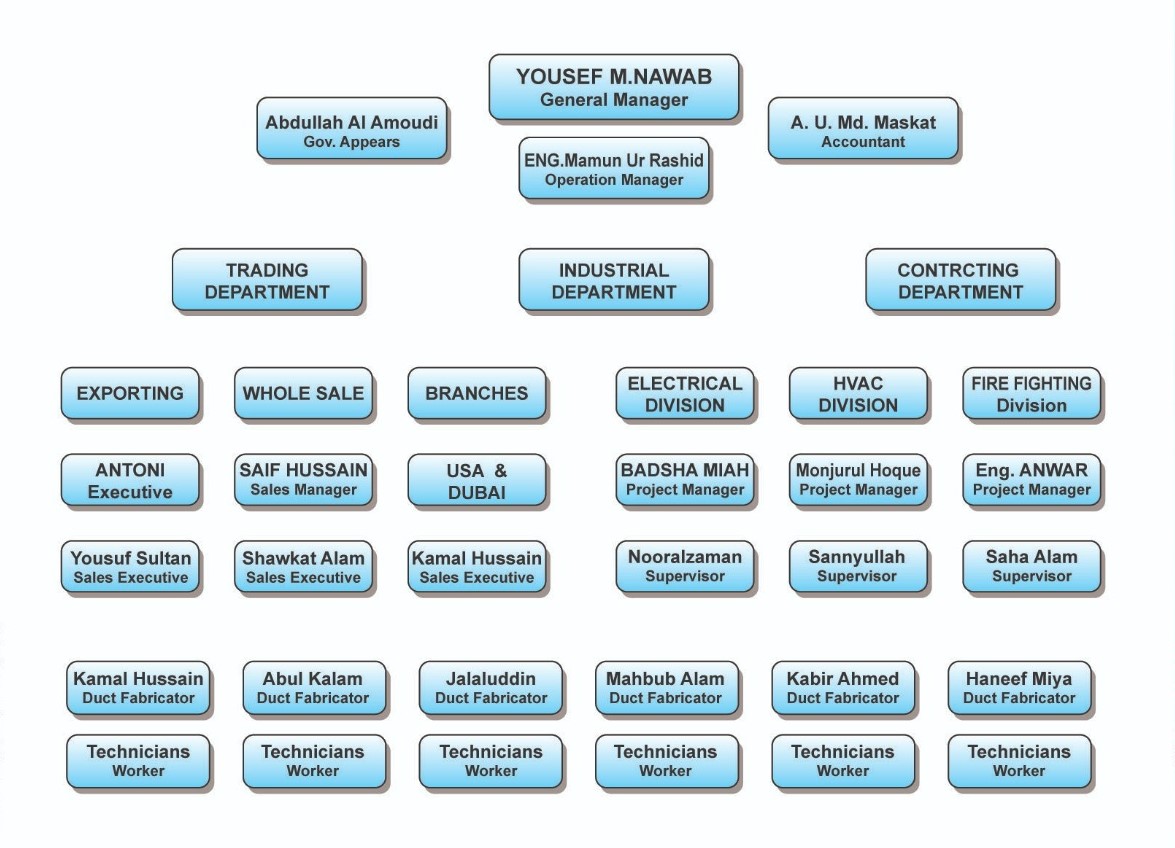 YOUSEF M.NAWAB
General Manager
Abdullah Al Amoudi
Gov. Appears
A. U. Md. Maskat
Accountant
ENG.Mamun Ur Rashid
Operation Manager
TRADING
DEPARTMENT
INDUSTRIAL
DEPARTMENT
CONTRCTING
DEPARTMENT
EXPORTING
WHOLE SALE
BRANCHES
ELECTRICAL
DIVISION
HVAC
DIVISION
FIRE FIGHTING
Division
ANTONI
Executive
SAIF HUSSAIN
Sales Manager
USA &
DUBAI
BADSHA MIAH
Project Manager
Monjurul Hoque
Project Manager
Eng. ANWAR
Project Manager
Yousuf Sultan
Sales Executive
Shawkat Alam
Sales Executive
Kamal Hussain
Sales Executive
Nooralzaman
Supervisor
Sannyullah
Supervisor
Saha Alam
Supervisor
Kamal Hussain
Duct Fabricator
Abul Kalam
Duct Fabricator
Jalaluddin
Duct Fabricator
Mahbub Alam
Duct Fabricator
Kabir Ahmed
Duct Fabricator
Haneef Miya
Duct Fabricator
Technicians
Worker
Technicians
Worker
Technicians
Worker
Technicians
Worker
Technicians
Worker
Technicians
Worker